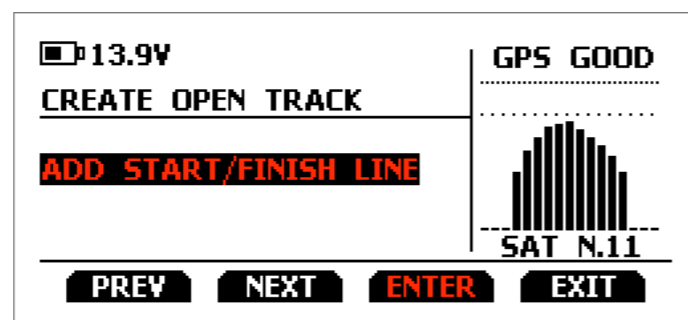 13.9V
GPS GOOD
CREATE OPEN TRACK
ADD START/FINISH LINE
SAT N.11
PREV NEXT ENTER EXIT